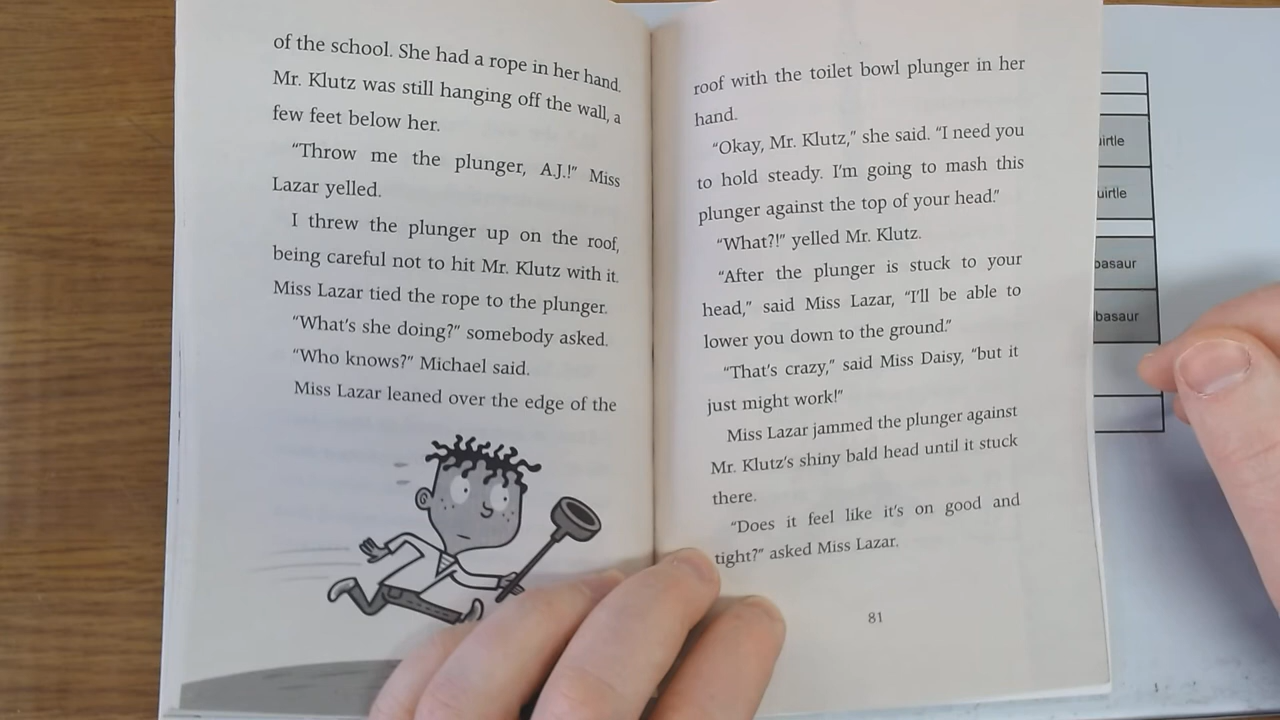 of the school. She had a rope in her hand.
Mr. Klutz was still hanging off the wall, a
few feet below her.
“Throw me the plunger, A.J.!” Miss
Lazar yelled.
I threw the plunger up on the roof,
being careful not to hit Mr. Klutz with it.
Miss Lazar tied the rope to the plunger.
“What’s she doing?” somebody asked.
“Who knows?” Michael said.
Miss Lazar leaned over the edge of the
roof with the toilet bowl plunger in her
hand.
“Okay, Mr. Klutz,” she said. “I need you
to hold steady. I’m going to mash this
plunger against the top of your head.”
“What?!” yelled Mr. Klutz.
“After the plunger is stuck to your
head,” said Miss Lazar, “I’ll be able to
lower you down to the ground.”
“That’s crazy,” said Miss Daisy, “but it
just might work!”
Miss Lazar jammed the plunger against
Mr. Klutz’s shiny bald head until it stuck
there.
“Does it feel like it’s on good and
tight?” asked Miss Lazar.
81